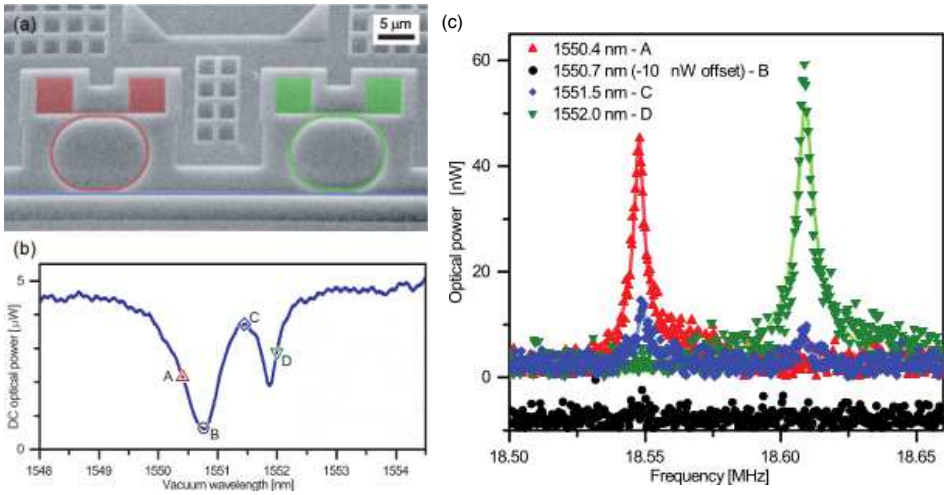 (a)
5 μm
(b)
DC optical power [μW]
5
0
A
B
C
D
1548 1549 1550 1551 1552 1553 1554
Vacuum wavelength [nm]
(c)
1550.4 nm - A
1550.7 nm (-10 nW offset) - B
1551.5 nm - C
1552.0 nm - D
Optical power [nW]
60
40
20
0
18.50 18.55 18.60 18.65
Frequency [MHz]